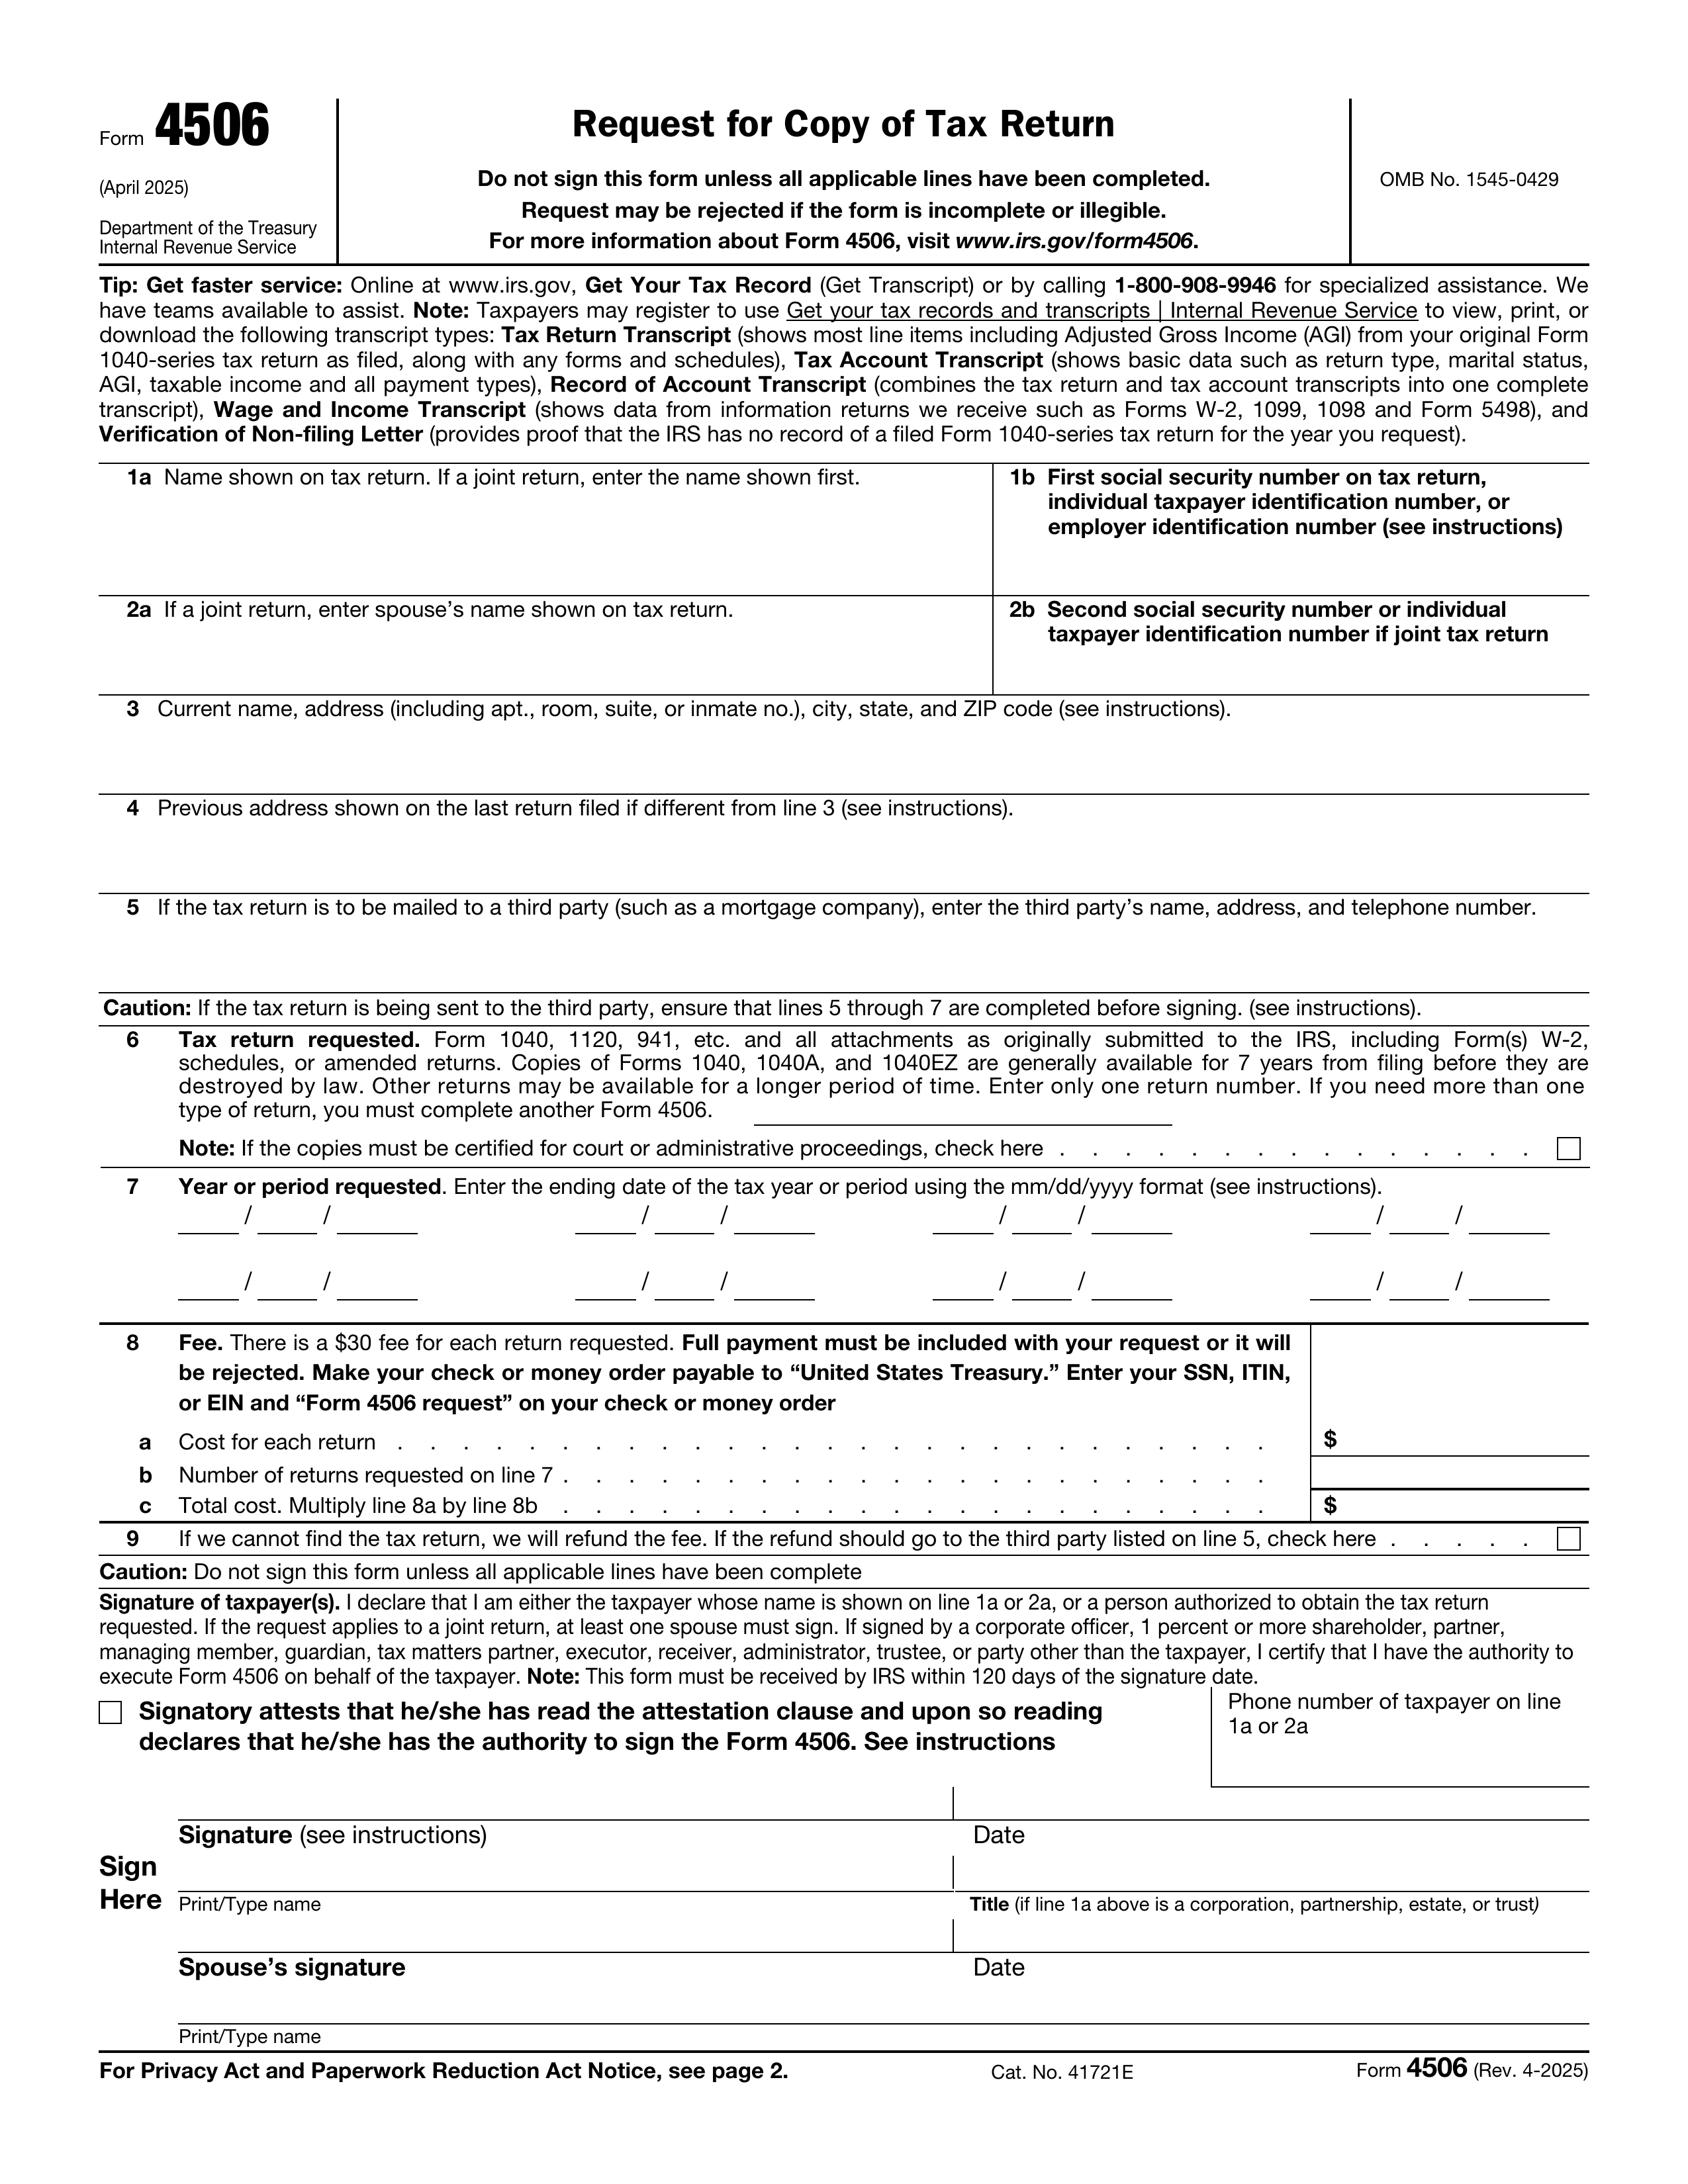 Form 4506
(April 2025)
Department of the Treasury
Internal Revenue Service
Request for Copy of Tax Return
Do not sign this form unless all applicable lines have been completed.
Request may be rejected if the form is incomplete or illegible.
For more information about Form 4506, visit www.irs.gov/form4506.
OMB No. 1545-0429
Tip: Get faster service: Online at www.irs.gov, Get Your Tax Record (Get Transcript) or by calling 1-800-908-9946 for specialized assistance. We
have teams available to assist. Note: Taxpayers may register to use Get your tax records and transcripts | Internal Revenue Service to view, print, or
download the following transcript types: Tax Return Transcript (shows most line items including Adjusted Gross Income (AGI) from your original Form
1040-series tax return as filed, along with any forms and schedules), Tax Account Transcript (shows basic data such as return type, marital status,
AGI, taxable income and all payment types), Record of Account Transcript (combines the tax return and tax account transcripts into one complete
transcript), Wage and Income Transcript (shows data from information returns we receive such as Forms W-2, 1099, 1098 and Form 5498), and
Verification of Non-filing Letter (provides proof that the IRS has no record of a filed Form 1040-series tax return for the year you request).
1a Name shown on tax return. If a joint return, enter the name shown first.
1b First social security number on tax return,
individual taxpayer identification number, or
employer identification number (see instructions)
2a If a joint return, enter spouse’s name shown on tax return.
2b Second social security number or individual
taxpayer identification number if joint tax return
3 Current name, address (including apt., room, suite, or inmate no.), city, state, and ZIP code (see instructions).
4 Previous address shown on the last return filed if different from line 3 (see instructions).
5 If the tax return is to be mailed to a third party (such as a mortgage company), enter the third party’s name, address, and telephone number.
Caution: If the tax return is being sent to the third party, ensure that lines 5 through 7 are completed before signing. (see instructions).
6 Tax return requested. Form 1040, 1120, 941, etc. and all attachments as originally submitted to the IRS, including Form(s) W-2,
schedules, or amended returns. Copies of Forms 1040, 1040A, and 1040EZ are generally available for 7 years from filing before they are
destroyed by law. Other returns may be available for a longer period of time. Enter only one return number. If you need more than one
type of return, you must complete another Form 4506.
Note: If the copies must be certified for court or administrative proceedings, check here . . . . . . . . . . . . . . .
7 Year or period requested. Enter the ending date of the tax year or period using the mm/dd/yyyy format (see instructions).
/ / / / / / / /
/ / / / / / / /
8 Fee. There is a $30 fee for each return requested. Full payment must be included with your request or it will
be rejected. Make your check or money order payable to “United States Treasury.” Enter your SSN, ITIN,
or EIN and “Form 4506 request” on your check or money order
a Cost for each return . . . . . . . . . . . . . . . . . . . . . . . . . . . $
b Number of returns requested on line 7 . . . . . . . . . . . . . . . . . . . . . .
c Total cost. Multiply line 8a by line 8b . . . . . . . . . . . . . . . . . . . . . . $
9 If we cannot find the tax return, we will refund the fee. If the refund should go to the third party listed on line 5, check here . . . . .
Caution: Do not sign this form unless all applicable lines have been complete
Signature of taxpayer(s). I declare that I am either the taxpayer whose name is shown on line 1a or 2a, or a person authorized to obtain the tax return
requested. If the request applies to a joint return, at least one spouse must sign. If signed by a corporate officer, 1 percent or more shareholder, partner,
managing member, guardian, tax matters partner, executor, receiver, administrator, trustee, or party other than the taxpayer, I certify that I have the authority to
execute Form 4506 on behalf of the taxpayer. Note: This form must be received by IRS within 120 days of the signature date.
Signatory attests that he/she has read the attestation clause and upon so reading
declares that he/she has the authority to sign the Form 4506. See instructions
Phone number of taxpayer on line
1a or 2a
Sign
Here
Signature (see instructions)
Date
Print/Type name
Title (if line 1a above is a corporation, partnership, estate, or trust)
Spouse’s signature
Date
Print/Type name
For Privacy Act and Paperwork Reduction Act Notice, see page 2.
Cat. No. 41721E
Form 4506 (Rev. 4-2025)